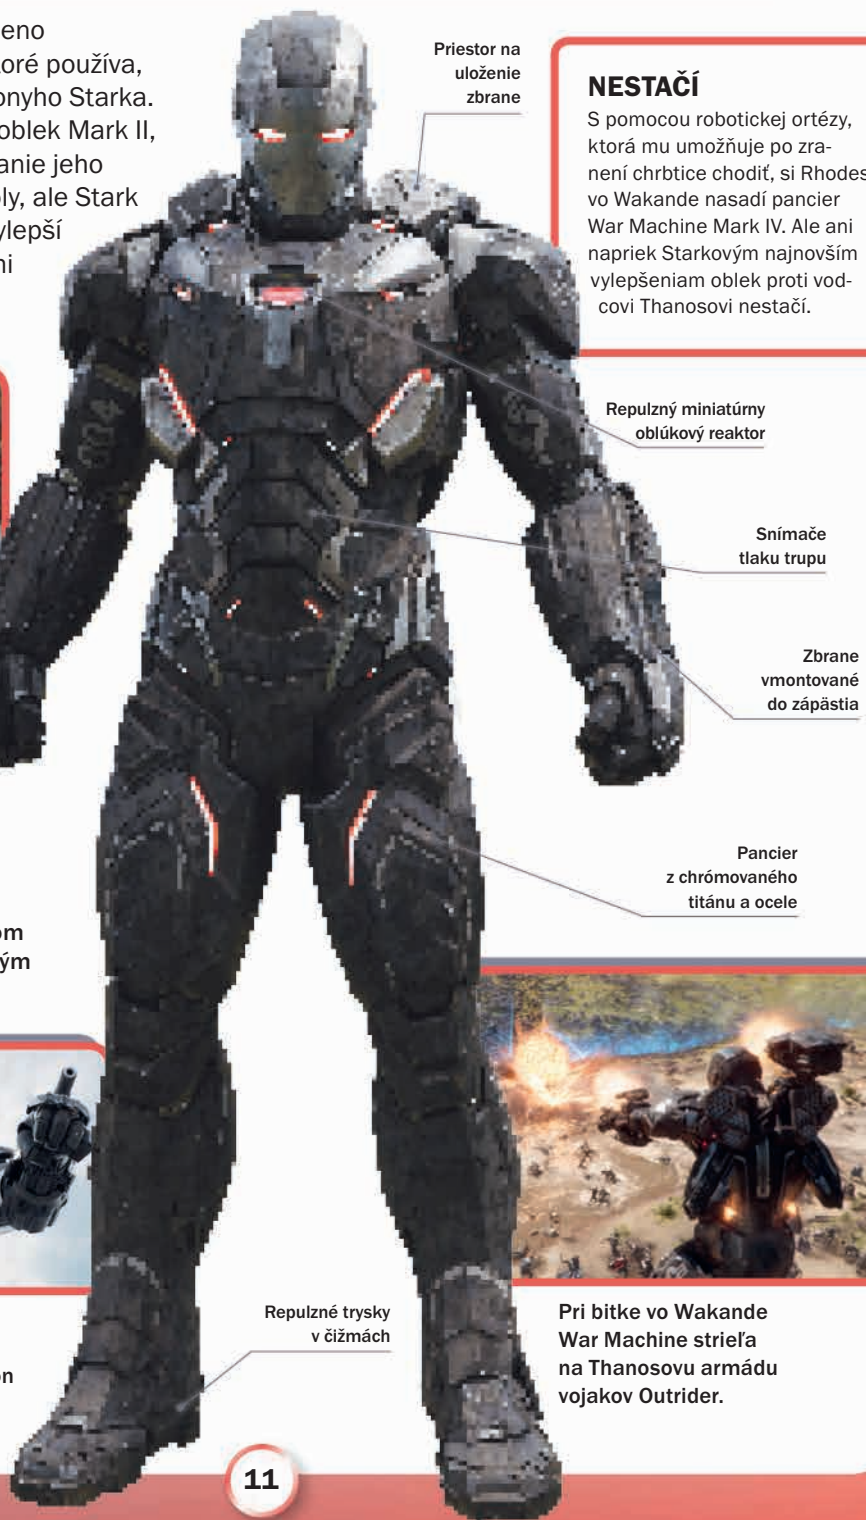 eno
oré používa,
onyho Starka.
oblek Mark II,
anie jeho
ly, ale Stark
ylepší
ni
Priestor na
uloženie
zbrane
NESTAČÍ
S pomocou robotickej ortézy,
ktorá mu umožňuje po zra-
není chrbtice chodiť, si Rhodes
vo Wakande nasadí pancier
War Machine Mark IV. Ale ani
napriek Starkovým najnovším
vylepšeniam oblek proti vod-
covi Thanosovi nestačí.
Repulzný miniatúrny
oblúkový reaktor
004
Snímače
tlaku trupu
Zbrane
vmontované
do zápästia
Pancier
z chrómovaného
titánu a ocele
om
ým
Repulzné trysky
v čižmách
on
Pri bitke vo Wakande
War Machine strieľa
na Thanosovu armádu
vojakov Outrider.
11